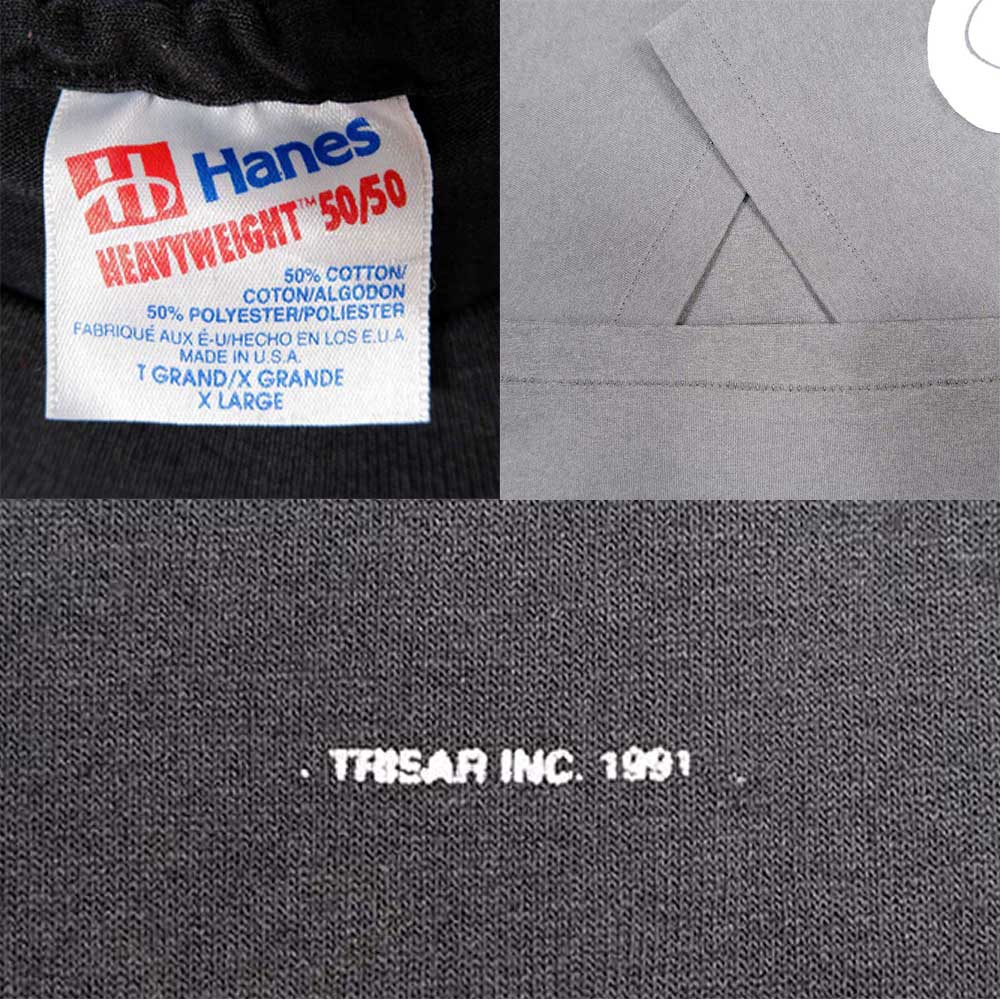 Hanes
HEAVYWEIGHT™ 50/50
50% COTTON/
COTON/ALGODON
50% POLYESTER/POLIESTER
FABRIQUÉ AUX É-U/HECHO EN LOS E.U.A.
MADE IN U.S.A.
T GRAND/X GRANDE
X LARGE
TRISAR INC. 1991